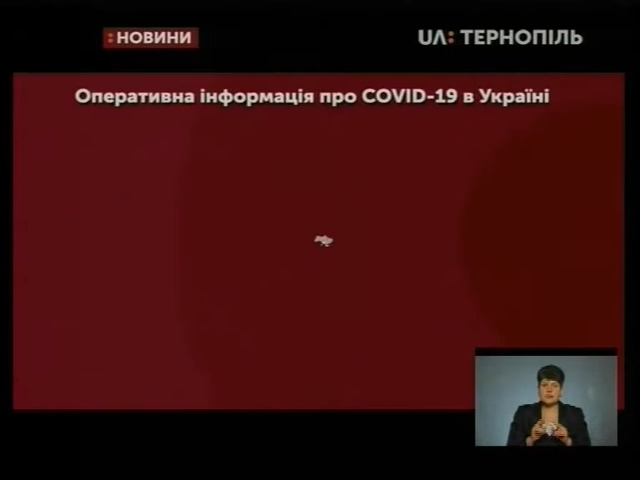 :НОВИНИ
UA: ТЕРНОПІЛЬ
Оперативна інформація про COVID-19 в Україні